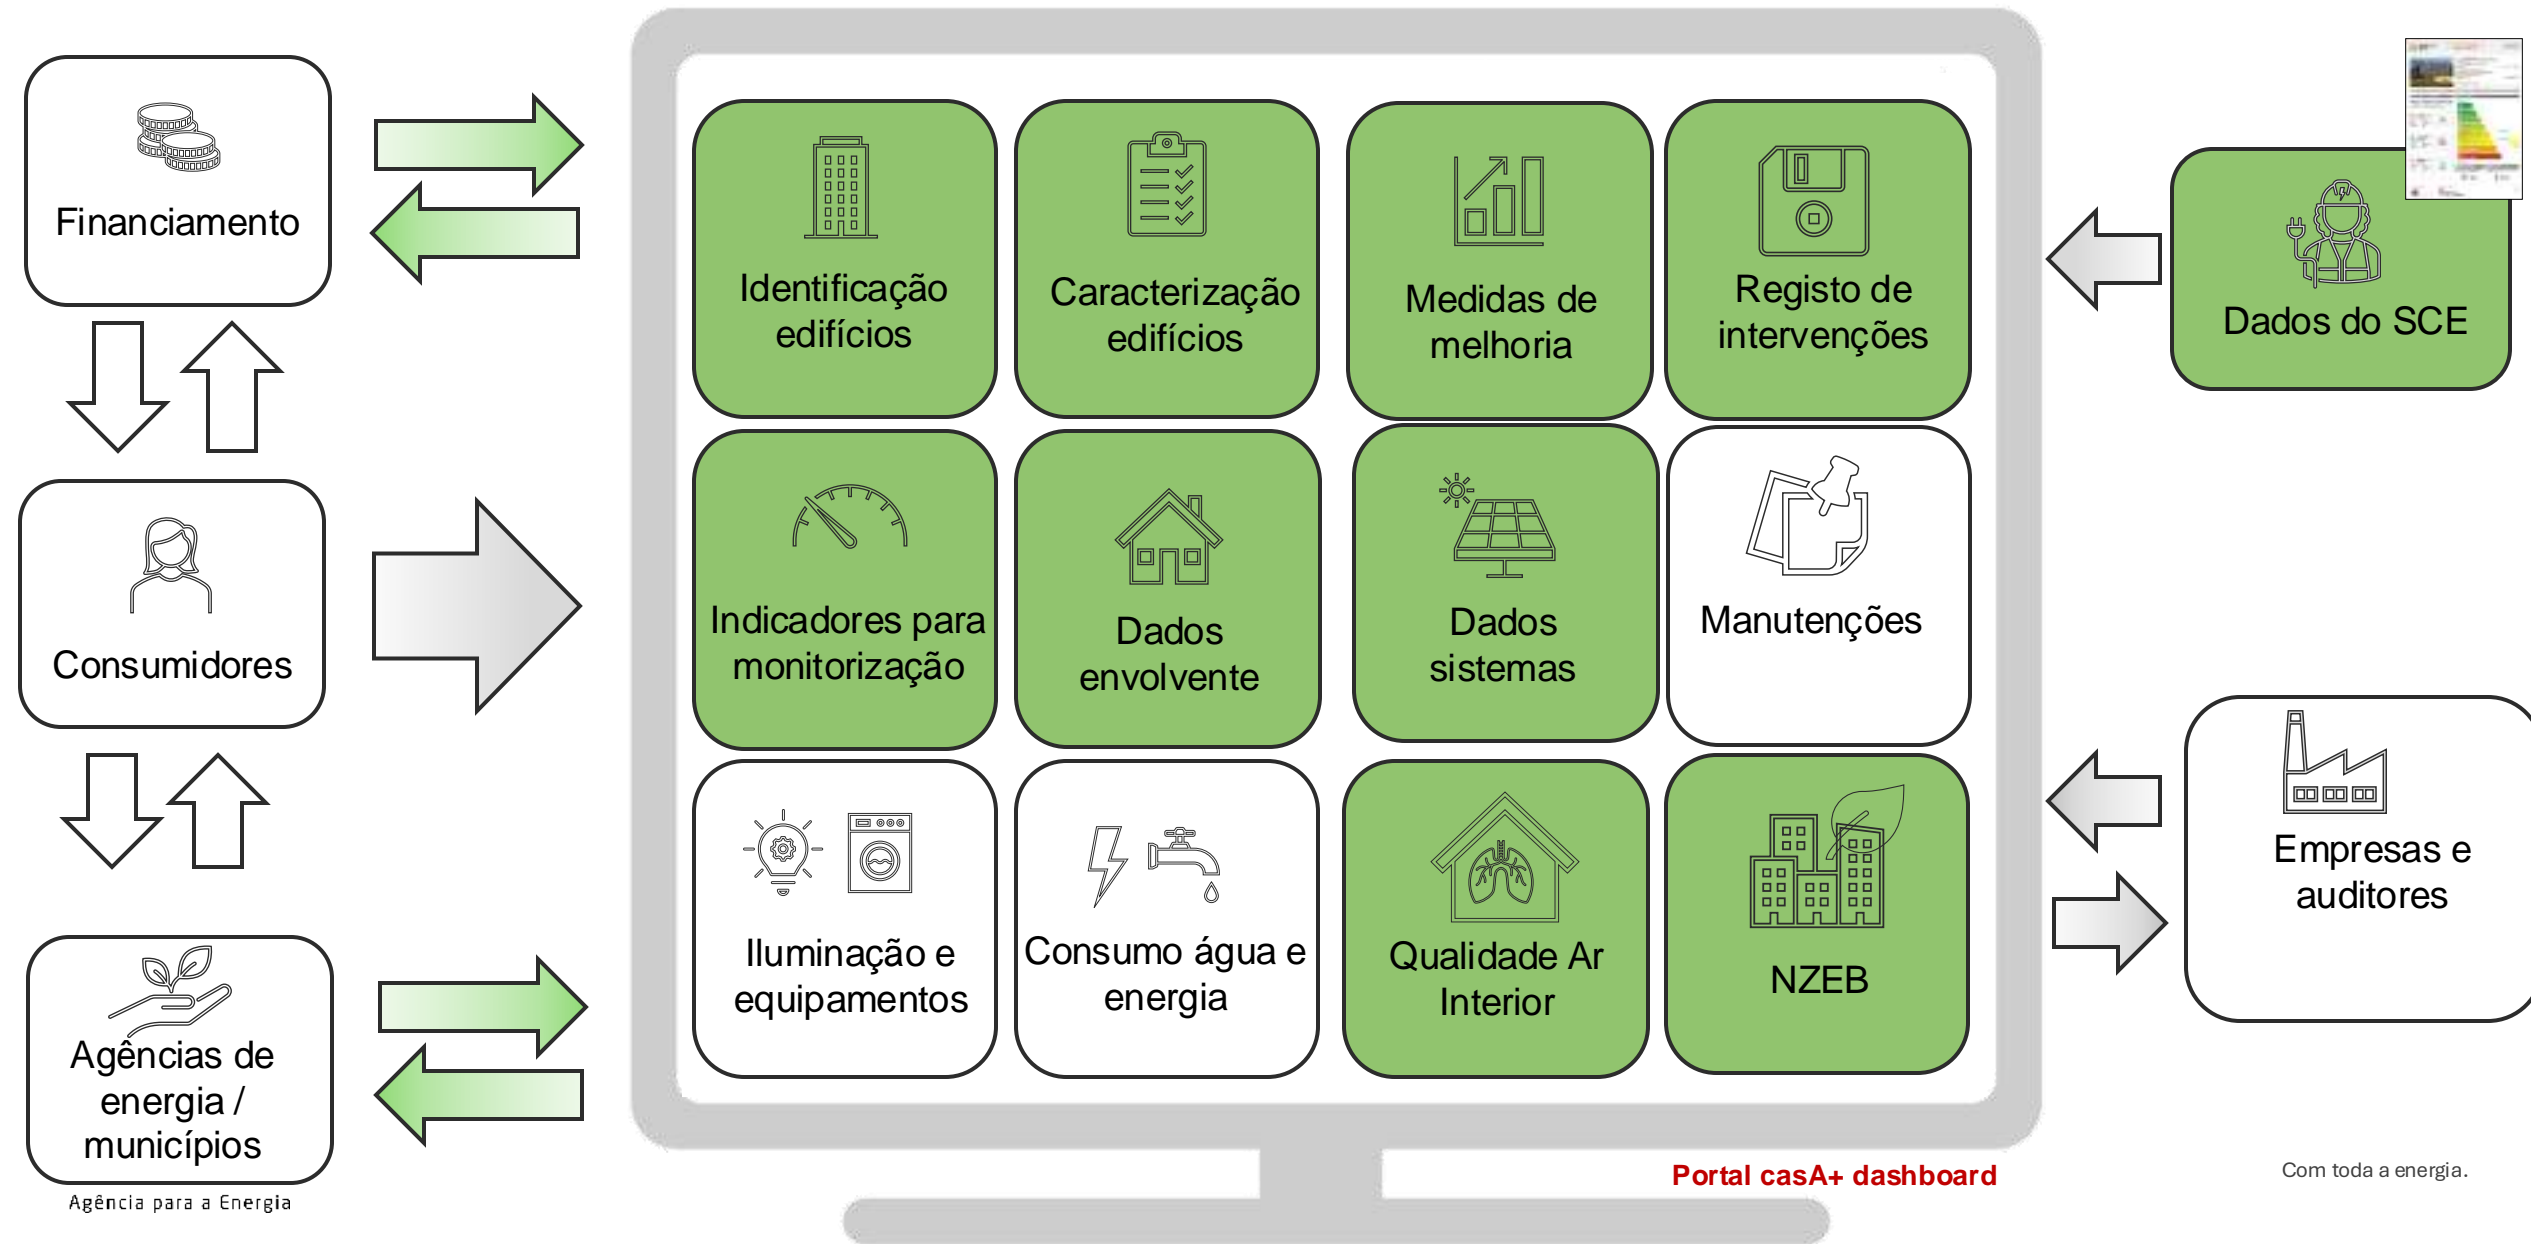 Financiamento
Consumidores
Agências de
energia /
municípios
Agência para a Energia
Identificação
edifícios
Caracterização
edifícios
Medidas de
melhoria
Registo de
intervenções
Indicadores para
monitorização
Dados
envolvente
Dados
sistemas
Manutenções
Iluminação e
equipamentos
Consumo água e
energia
Qualidade Ar
Interior
NZEB
Portal casA+ dashboard
Dados do SCE
Empresas e
auditores
Com toda a energia.